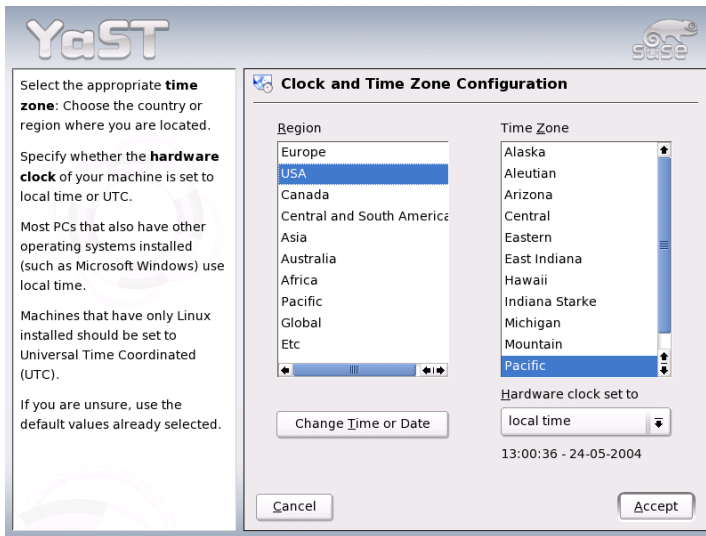 YaST
SUSE
Select the appropriate time
zone: Choose the country or
region where you are located.
Specify whether the hardware
clock of your machine is set to
local time or UTC.
Most PCs that also have other
operating systems installed
(such as Microsoft Windows) use
local time.
Machines that have only Linux
installed should be set to
Universal Time Coordinated
(UTC).
If you are unsure, use the
default values already selected.
Clock and Time Zone Configuration
Region
Europe
USA
Canada
Central and South America
Asia
Australia
Africa
Pacific
Global
Etc
Change Time or Date
Time Zone
Alaska
Aleutian
Arizona
Central
Eastern
East Indiana
Hawaii
Indiana Starke
Michigan
Mountain
Pacific
Hardware clock set to
local time
13:00:36 - 24-05-2004
Cancel
Accept